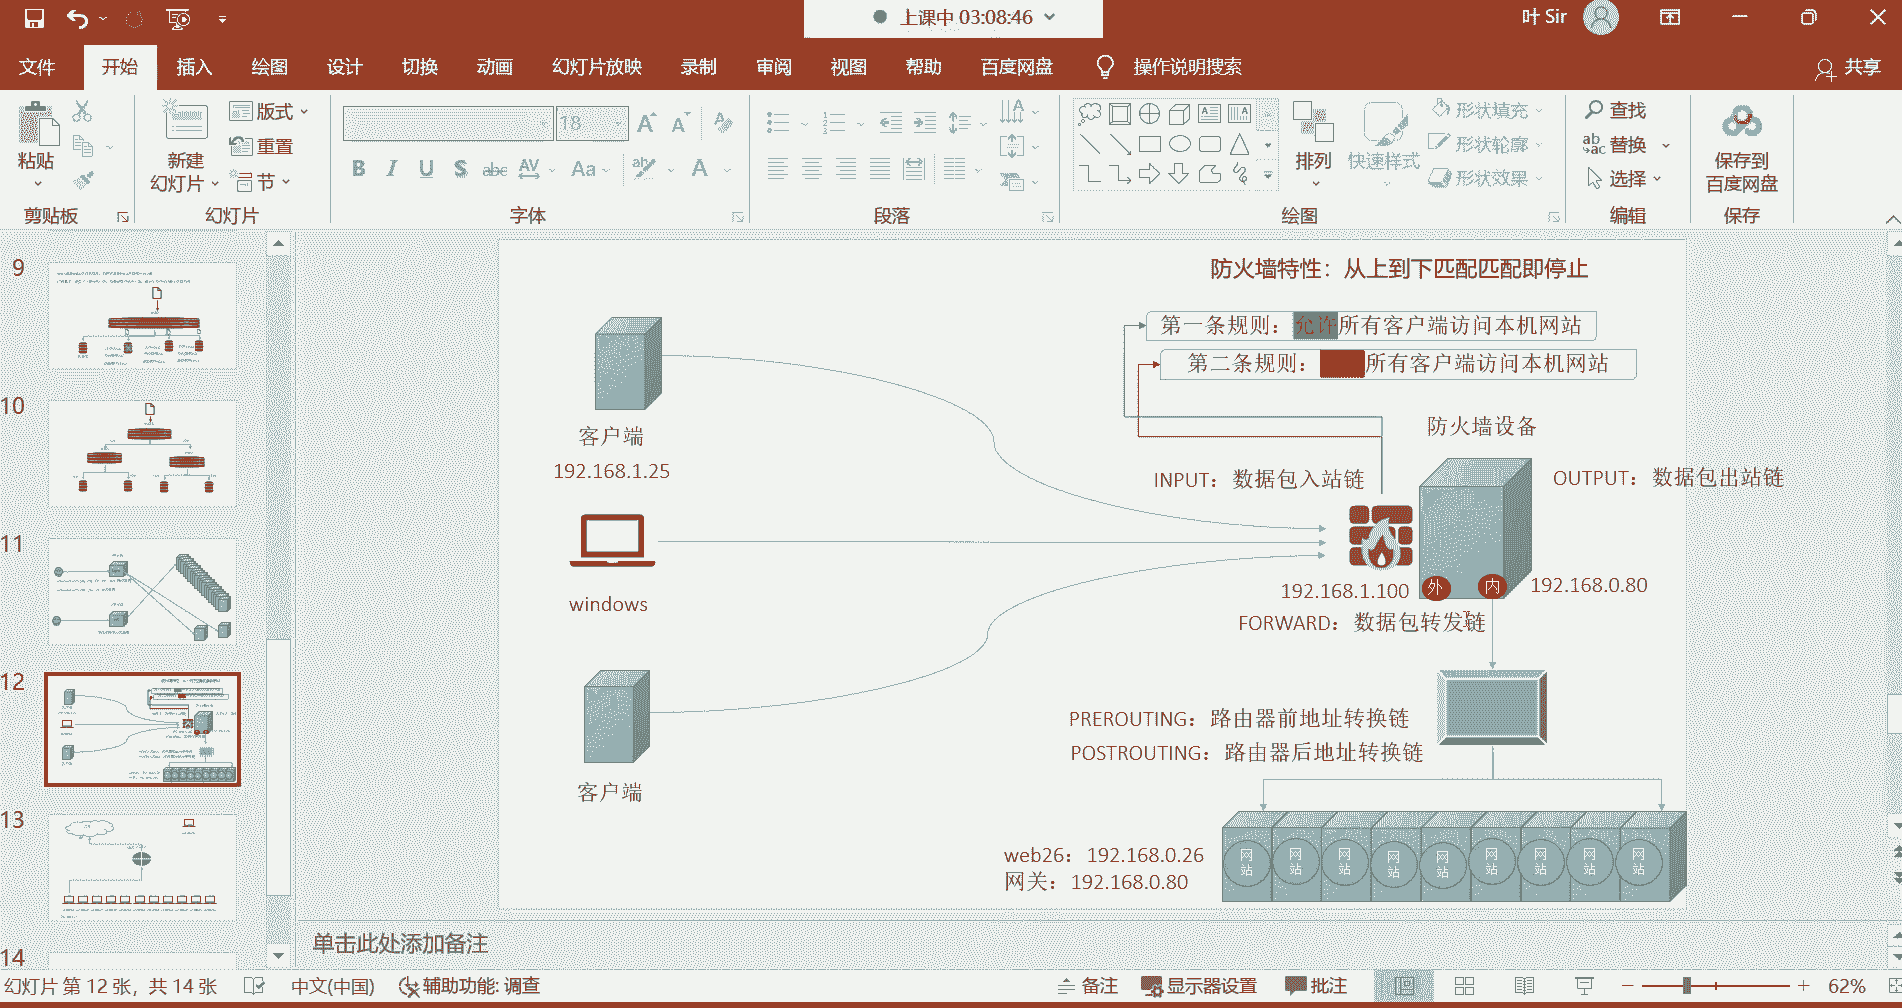 上课中 03:08:46
叶 Sir
文件 开始 插入 绘图 设计 切换 动画 幻灯片放映 录制 审阅 视图 帮助 百度网盘 操作说明搜索 共享
粘贴
剪贴板
新建
幻灯片
版式
重置
节
幻灯片
18
B I U S abc AV Aa A
字体
段落
排列
快速样式
形状填充
形状轮廓
形状效果
绘图
查找
替换
选择
编辑
保存到
百度网盘
保存
9
10
11
12
13
14
防火墙特性：从上到下匹配匹配即停止
第一条规则：允许所有客户端访问本机网站
第二条规则：所有客户端访问本机网站
客户端
192.168.1.25
windows
客户端
防火墙设备
INPUT：数据包入站链
OUTPUT：数据包出站链
192.168.1.100
外
内
192.168.0.80
FORWARD：数据包转发链
PREROUTING：路由器前地址转换链
POSTROUTING：路由器后地址转换链
web26：192.168.0.26
网关：192.168.0.80
网站 网站 网站 网站 网站 网站 网站 网站 网站
单击此处添加备注
幻灯片 第 12 张，共 14 张 中文(中国) 辅助功能: 调查 备注 显示器设置 批注 62%